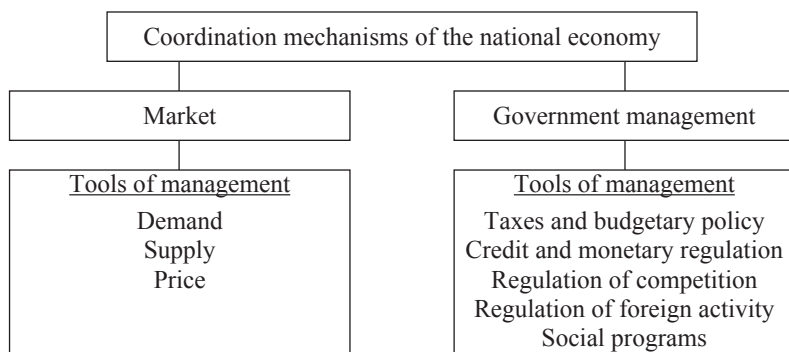 Coordination mechanisms of the national economy
Market
Government management
Tools of management
Demand
Supply
Price
Tools of management
Taxes and budgetary policy
Credit and monetary regulation
Regulation of competition
Regulation of foreign activity
Social programs